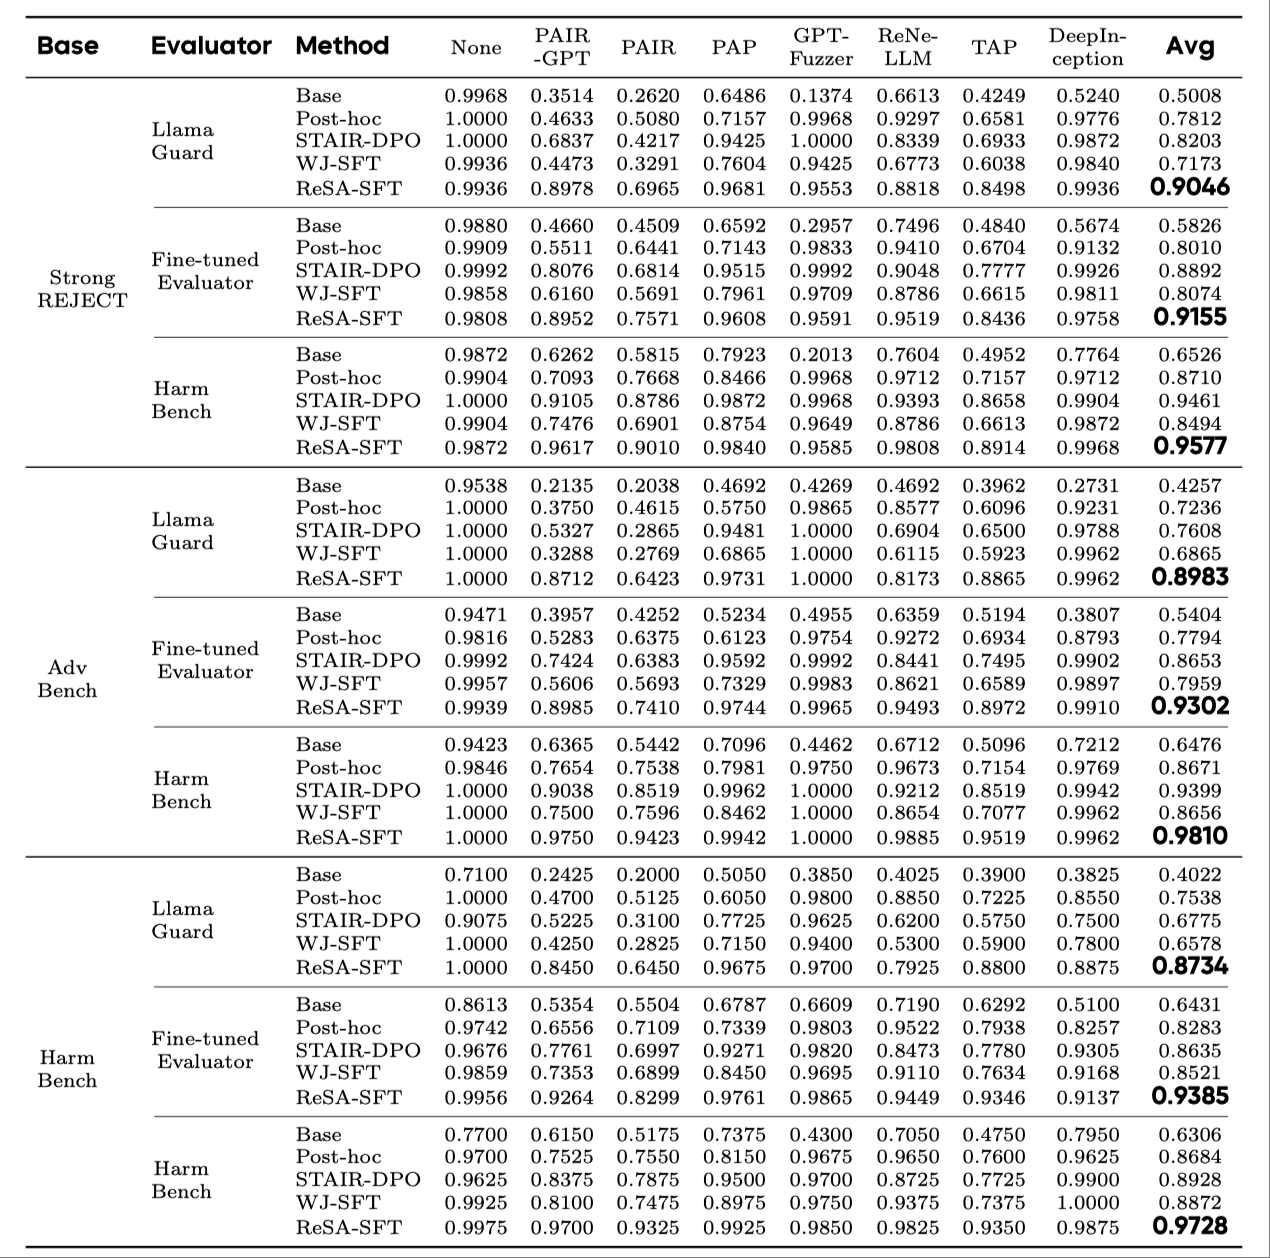 Base Evaluator Method None PAIR -GPT PAIR PAP GPT- Fuzzer ReNe- LLM TAP DeepIn- ception Avg
Strong REJECT
Llama Guard
Base 0.9968 0.3514 0.2620 0.6486 0.1374 0.6613 0.4249 0.5240 0.5008
Post-hoc 1.0000 0.4633 0.5080 0.7157 0.9968 0.9297 0.6581 0.9776 0.7812
STAIR-DPO 1.0000 0.6837 0.4217 0.9425 1.0000 0.8339 0.6933 0.9872 0.8203
WJ-SFT 0.9936 0.4473 0.3291 0.7604 0.9425 0.6773 0.6038 0.9840 0.7173
ReSA-SFT 0.9936 0.8978 0.6965 0.9681 0.9553 0.8818 0.8498 0.9936 0.9046
Fine-tuned Evaluator
Base 0.9880 0.4660 0.4509 0.6592 0.2957 0.7496 0.4840 0.5674 0.5826
Post-hoc 0.9909 0.5511 0.6441 0.7143 0.9833 0.9410 0.6704 0.9132 0.8010
STAIR-DPO 0.9992 0.8076 0.6814 0.9515 0.9992 0.9048 0.7777 0.9926 0.8892
WJ-SFT 0.9858 0.6160 0.5691 0.7961 0.9709 0.8786 0.6615 0.9811 0.8074
ReSA-SFT 0.9808 0.8952 0.7571 0.9608 0.9591 0.9519 0.8436 0.9758 0.9155
Harm Bench
Base 0.9872 0.6262 0.5815 0.7923 0.2013 0.7604 0.4952 0.7764 0.6526
Post-hoc 0.9904 0.7093 0.7668 0.8466 0.9968 0.9712 0.7157 0.9712 0.8710
STAIR-DPO 1.0000 0.9105 0.8786 0.9872 0.9968 0.9393 0.8658 0.9904 0.9461
WJ-SFT 0.9904 0.7476 0.6901 0.8754 0.9649 0.8786 0.6613 0.9872 0.8494
ReSA-SFT 0.9872 0.9617 0.9010 0.9840 0.9585 0.9808 0.8914 0.9968 0.9577
Adv Bench
Llama Guard
Base 0.9538 0.2135 0.2038 0.4692 0.4269 0.4692 0.3962 0.2731 0.4257
Post-hoc 1.0000 0.3750 0.4615 0.5750 0.9865 0.8577 0.6096 0.9231 0.7236
STAIR-DPO 1.0000 0.5327 0.2865 0.9481 1.0000 0.6904 0.6500 0.9788 0.7608
WJ-SFT 1.0000 0.3288 0.2769 0.6865 1.0000 0.6115 0.5923 0.9962 0.6865
ReSA-SFT 1.0000 0.8712 0.6423 0.9731 1.0000 0.8173 0.8865 0.9962 0.8983
Fine-tuned Evaluator
Base 0.9471 0.3957 0.4252 0.5234 0.4955 0.6359 0.5194 0.3807 0.5404
Post-hoc 0.9816 0.5283 0.6375 0.6123 0.9754 0.9272 0.6934 0.8793 0.7794
STAIR-DPO 0.9992 0.7424 0.6383 0.9592 0.9992 0.8441 0.7495 0.9902 0.8653
WJ-SFT 0.9957 0.5606 0.5693 0.7329 0.9983 0.8621 0.6589 0.9897 0.7959
ReSA-SFT 0.9939 0.8985 0.7410 0.9744 0.9965 0.9493 0.8972 0.9910 0.9302
Harm Bench
Base 0.9423 0.6365 0.5442 0.7096 0.4462 0.6712 0.5096 0.7212 0.6476
Post-hoc 0.9846 0.7654 0.7538 0.7981 0.9750 0.9673 0.7154 0.9769 0.8671
STAIR-DPO 1.0000 0.9038 0.8519 0.9962 1.0000 0.9212 0.8519 0.9942 0.9399
WJ-SFT 1.0000 0.7500 0.7596 0.8462 1.0000 0.8654 0.7077 0.9962 0.8656
ReSA-SFT 1.0000 0.9750 0.9423 0.9942 1.0000 0.9885 0.9519 0.9962 0.9810
Harm Bench
Llama Guard
Base 0.7100 0.2425 0.2000 0.5050 0.3850 0.4025 0.3900 0.3825 0.4022
Post-hoc 1.0000 0.4700 0.5125 0.6050 0.9800 0.8850 0.7225 0.8550 0.7538
STAIR-DPO 0.9075 0.5225 0.3100 0.7725 0.9625 0.6200 0.5750 0.7500 0.6775
WJ-SFT 1.0000 0.4250 0.2825 0.7150 0.9400 0.5300 0.5900 0.7800 0.6578
ReSA-SFT 1.0000 0.8450 0.6450 0.9675 0.9700 0.7925 0.8800 0.8875 0.8734
Fine-tuned Evaluator
Base 0.8613 0.5354 0.5504 0.6787 0.6609 0.7190 0.6292 0.5100 0.6431
Post-hoc 0.9742 0.6556 0.7109 0.7339 0.9803 0.9522 0.7938 0.8257 0.8283
STAIR-DPO 0.9676 0.7761 0.6997 0.9271 0.9820 0.8473 0.7780 0.9305 0.8635
WJ-SFT 0.9859 0.7353 0.6899 0.8450 0.9695 0.9110 0.7634 0.9168 0.8521
ReSA-SFT 0.9956 0.9264 0.8299 0.9761 0.9865 0.9449 0.9346 0.9137 0.9385
Harm Bench
Base 0.7700 0.6150 0.5175 0.7375 0.4300 0.7050 0.4750 0.7950 0.6306
Post-hoc 0.9700 0.7525 0.7550 0.8150 0.9675 0.9650 0.7600 0.9625 0.8684
STAIR-DPO 0.9625 0.8375 0.7875 0.9500 0.9700 0.8725 0.7725 0.9900 0.8928
WJ-SFT 0.9925 0.8100 0.7475 0.8975 0.9750 0.9375 0.7375 1.0000 0.8872
ReSA-SFT 0.9975 0.9700 0.9325 0.9925 0.9850 0.9825 0.9350 0.9875 0.9728